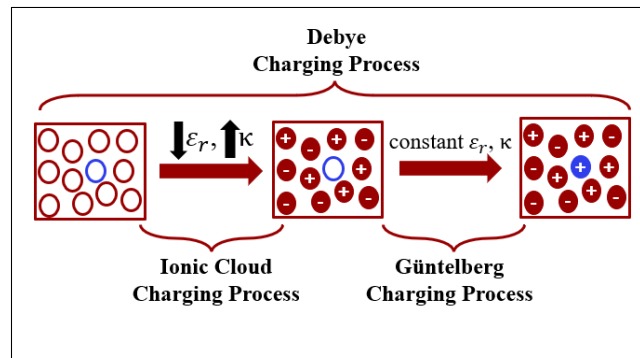 Debye
Charging Process
εr, κ
constant εr, κ
+ - + -
- - +
- + +
- - + -
+ - + -
- - + +
- + +
- - + -
Ionic Cloud
Charging Process
Güntelberg
Charging Process